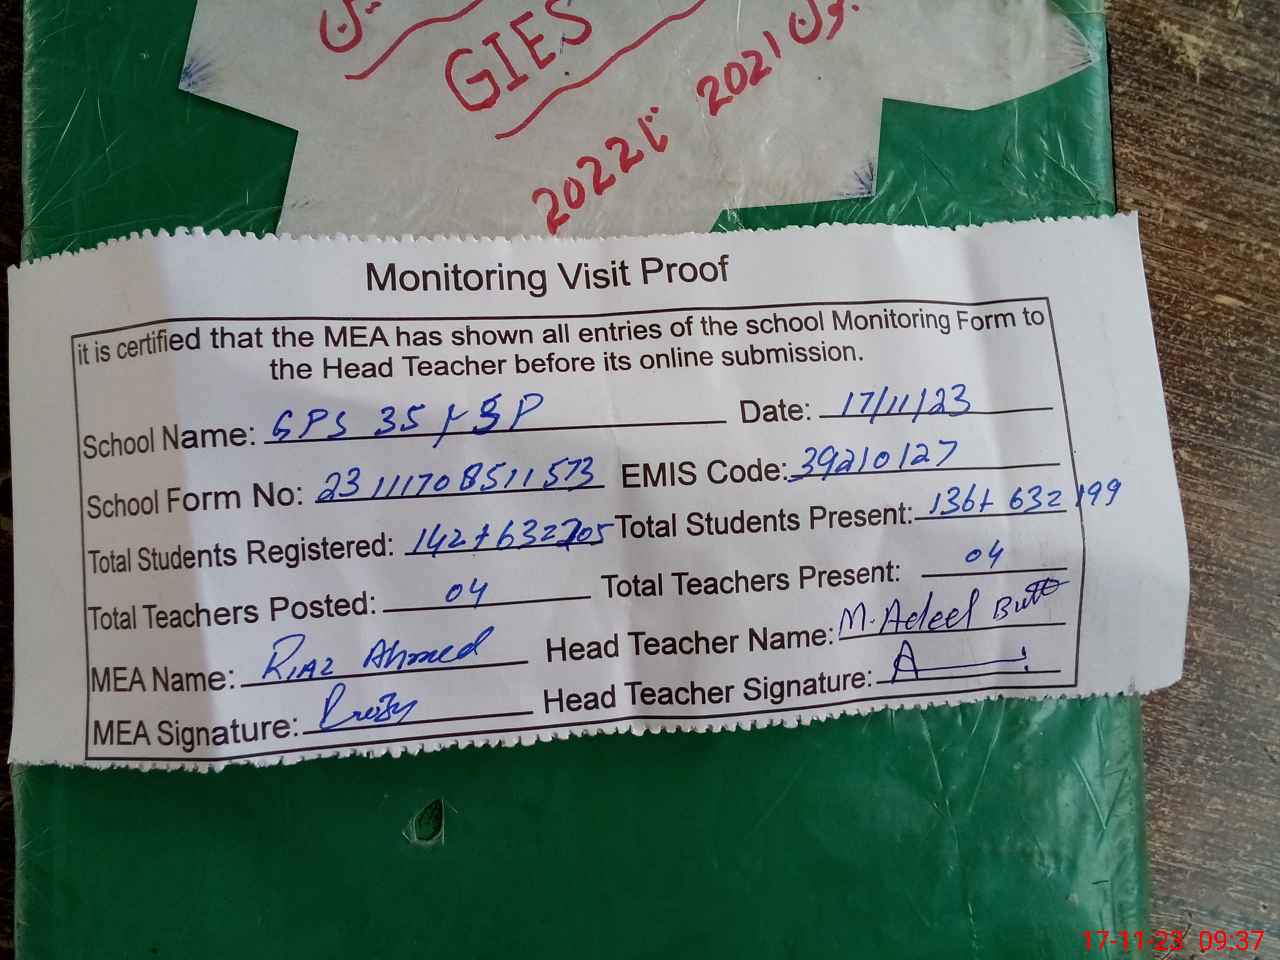 GIES
2022 تا 2021
Monitoring Visit Proof
it is certified that the MEA has shown all entries of the school Monitoring Form to
the Head Teacher before its online submission.
School Name: GPS 35 / SP Date: 17/11/23
School Form No: 23111708511573 EMIS Code: 39210127
Total Students Registered: 142+63=205 Total Students Present: 136+63=199
Total Teachers Posted: 04 Total Teachers Present: 04
MEA Name: Riaz Ahmed Head Teacher Name: M. Adeel Butt
MEA Signature: Head Teacher Signature:
17-11-23 09:37